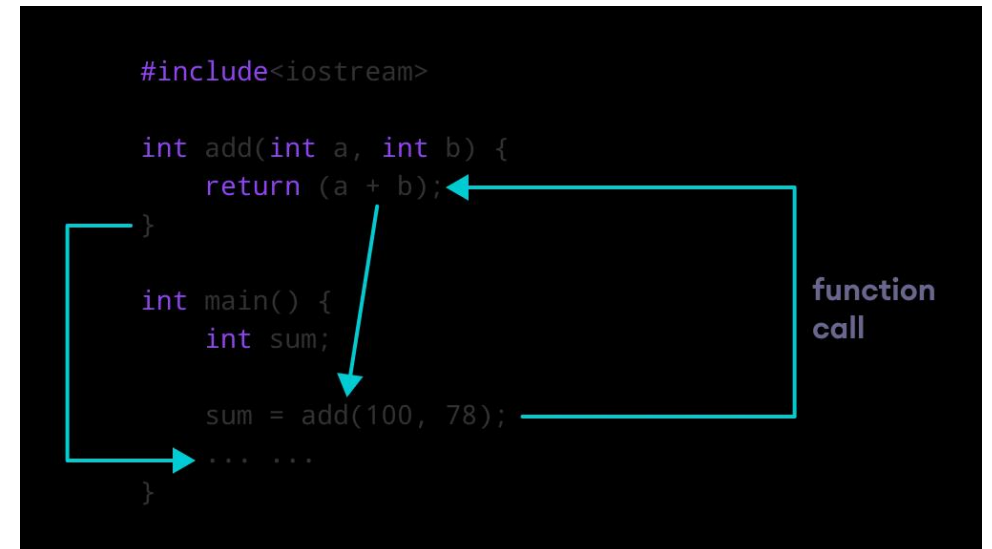 #include<iostream>
int add(int a, int b) {
return (a + b);
}
int main() {
int sum;
sum = add(100, 78);
... ...
}
function
call